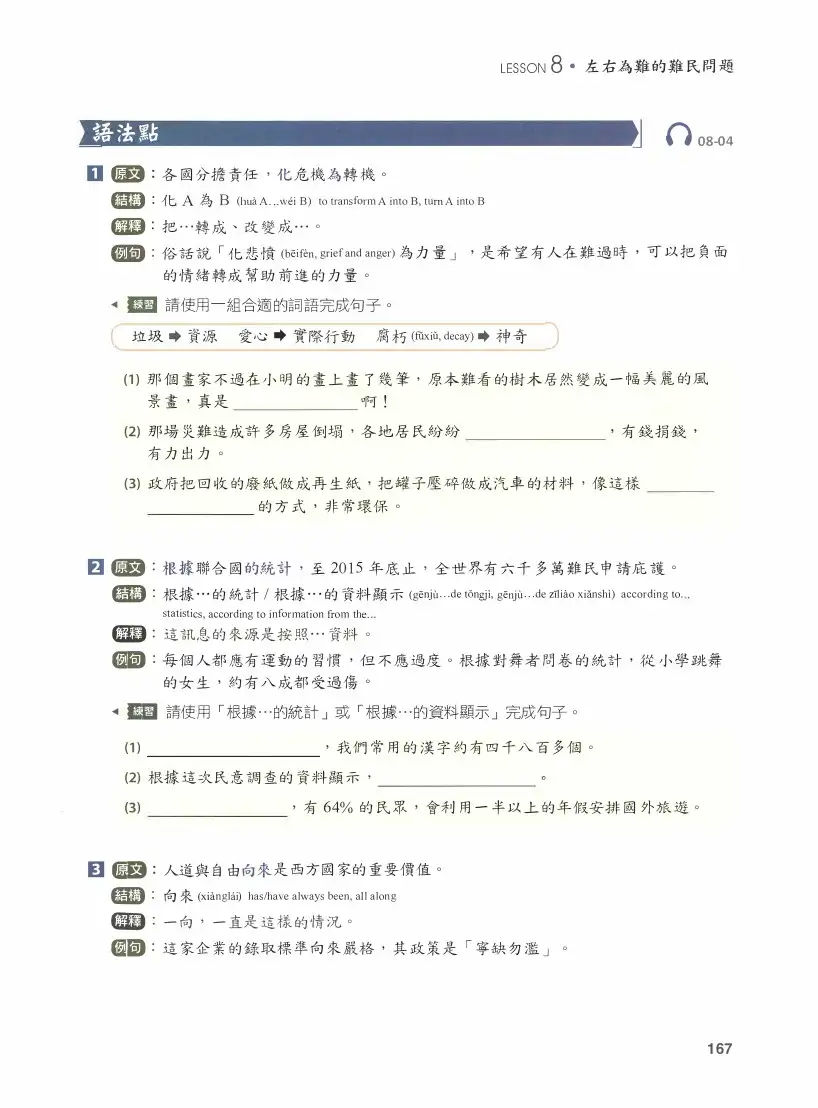 LESSON 8 • 左右為難的難民問題
語法點
08-04
1 原文：各國分擔責任，化危機為轉機。
結構：化 A 為 B (huà A…wéi B) to transform A into B, turn A into B
解釋：把…轉成、改變成…。
例句：俗話說「化悲憤 (bēifèn, grief and anger) 為力量」，是希望有人在難過時，可以把負面
的情緒轉成幫助前進的力量。
練習 請使用一組合適的詞語完成句子。
垃圾 ➡ 資源 愛心 ➡ 實際行動 腐朽 (fǔxiǔ, decay) ➡ 神奇
(1) 那個畫家不過在小明的畫上畫了幾筆，原本難看的樹木居然變成一幅美麗的風
景畫，真是 ____________ 啊！
(2) 那場災難造成許多房屋倒塌，各地居民紛紛 ____________，有錢捐錢，
有力出力。
(3) 政府把回收的廢紙做成再生紙，把罐子壓碎做成汽車的材料，像這樣 ______
__________ 的方式，非常環保。
2 原文：根據聯合國的統計，至 2015 年底止，全世界有六千多萬難民申請庇護。
結構：根據…的統計 / 根據…的資料顯示 (gēnjù…de tǒngjì, gēnjù…de zīliào xiǎnshì) according to…
statistics, according to information from the…
解釋：這訊息的來源是按照…資料。
例句：每個人都應有運動的習慣，但不應過度。根據對舞者問卷的統計，從小學跳舞
的女生，約有八成都受過傷。
練習 請使用「根據…的統計」或「根據…的資料顯示」完成句子。
(1) ________________，我們常用的漢字約有四千八百多個。
(2) 根據這次民意調查的資料顯示，______________。
(3) ____________，有 64% 的民眾，會利用一半以上的年假安排國外旅遊。
3 原文：人道與自由向來是西方國家的重要價值。
結構：向來 (xiànglái) has/have always been, all along
解釋：一向，一直是這樣的情況。
例句：這家企業的錄取標準向來嚴格，其政策是「寧缺勿濫」。
167